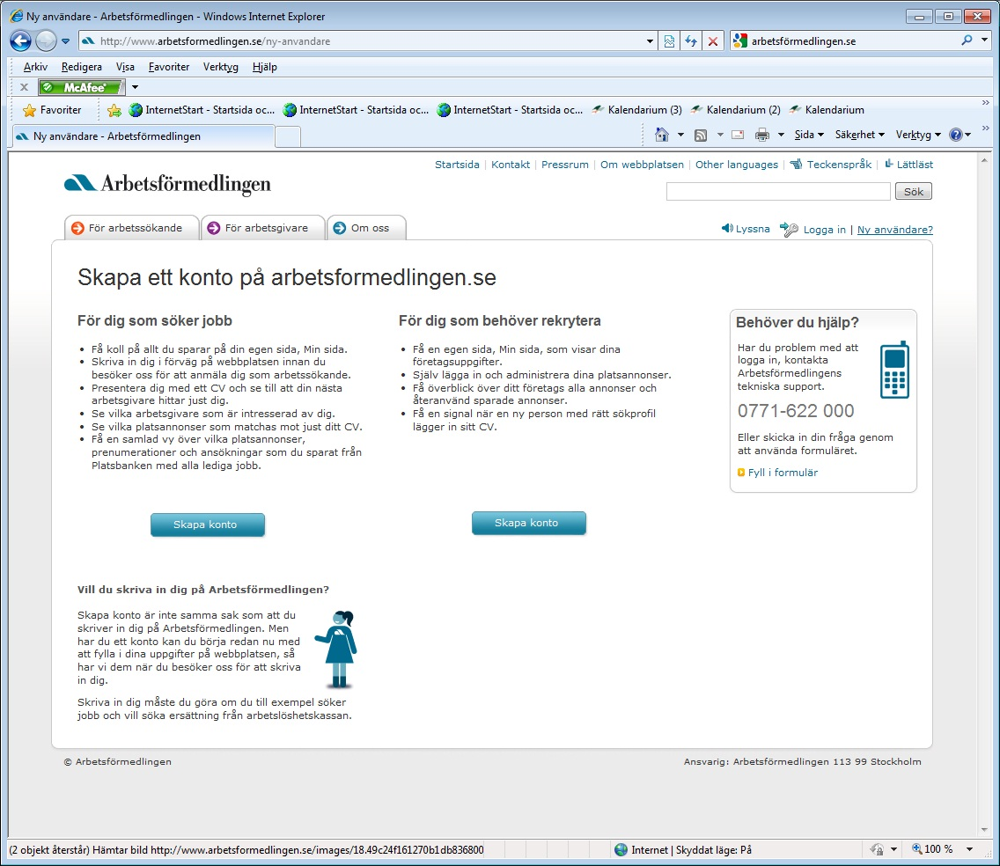 Ny användare - Arbetsförmedlingen - Windows Internet Explorer
http://www.arbetsformedlingen.se/ny-anvandare
arbetsförmedlingen.se
Arkiv Redigera Visa Favoriter Verktyg Hjälp
x McAfee
Favoriter InternetStart - Startsida oc... InternetStart - Startsida oc... InternetStart - Startsida oc... Kalendarium (3) Kalendarium (2) Kalendarium
Ny användare - Arbetsförmedlingen
Sida Säkerhet Verktyg
Startsida | Kontakt | Pressrum | Om webbplatsen | Other languages | Teckenspråk | Lättläst
Arbetsförmedlingen
Sök
För arbetssökande För arbetsgivare Om oss
Lyssna Logga in | Ny användare?
Skapa ett konto på arbetsformedlingen.se
För dig som söker jobb
• Få koll på allt du sparar på din egen sida, Min sida.
• Skriva in dig i förväg på webbplatsen innan du
besöker oss för att anmäla dig som arbetssökande.
• Presentera dig med ett CV och se till att din nästa
arbetsgivare hittar just dig.
• Se vilka arbetsgivare som är intresserad av dig.
• Se vilka platsannonser som matchas mot just ditt CV.
• Få en samlad vy över vilka platsannonser,
prenumerationer och ansökningar som du sparat från
Platsbanken med alla lediga jobb.
Skapa konto
För dig som behöver rekrytera
• Få en egen sida, Min sida, som visar dina
företagsuppgifter.
• Själv lägga in och administrera dina platsannonser.
• Få överblick över ditt företags alla annonser och
återanvänd sparade annonser.
• Få en signal när en ny person med rätt sökprofil
lägger in sitt CV.
Skapa konto
Behöver du hjälp?
Har du problem med att
logga in, kontakta
Arbetsförmedlingens
tekniska support.
0771-622 000
Eller skicka in din fråga genom
att använda formuläret.
Fyll i formulär
Vill du skriva in dig på Arbetsförmedlingen?
Skapa konto är inte samma sak som att du
skriver in dig på Arbetsförmedlingen. Men
har du ett konto kan du börja redan nu med
att fylla i dina uppgifter på webbplatsen, så
har vi dem när du besöker oss för att skriva
in dig.
Skriva in dig måste du göra om du till exempel söker
jobb och vill söka ersättning från arbetslöshetskassan.
© Arbetsförmedlingen
Ansvarig: Arbetsförmedlingen 113 99 Stockholm
(2 objekt återstår) Hämtar bild http://www.arbetsformedlingen.se/images/18.49c24f161270b1db836800
Internet | Skyddat läge: På
100 %